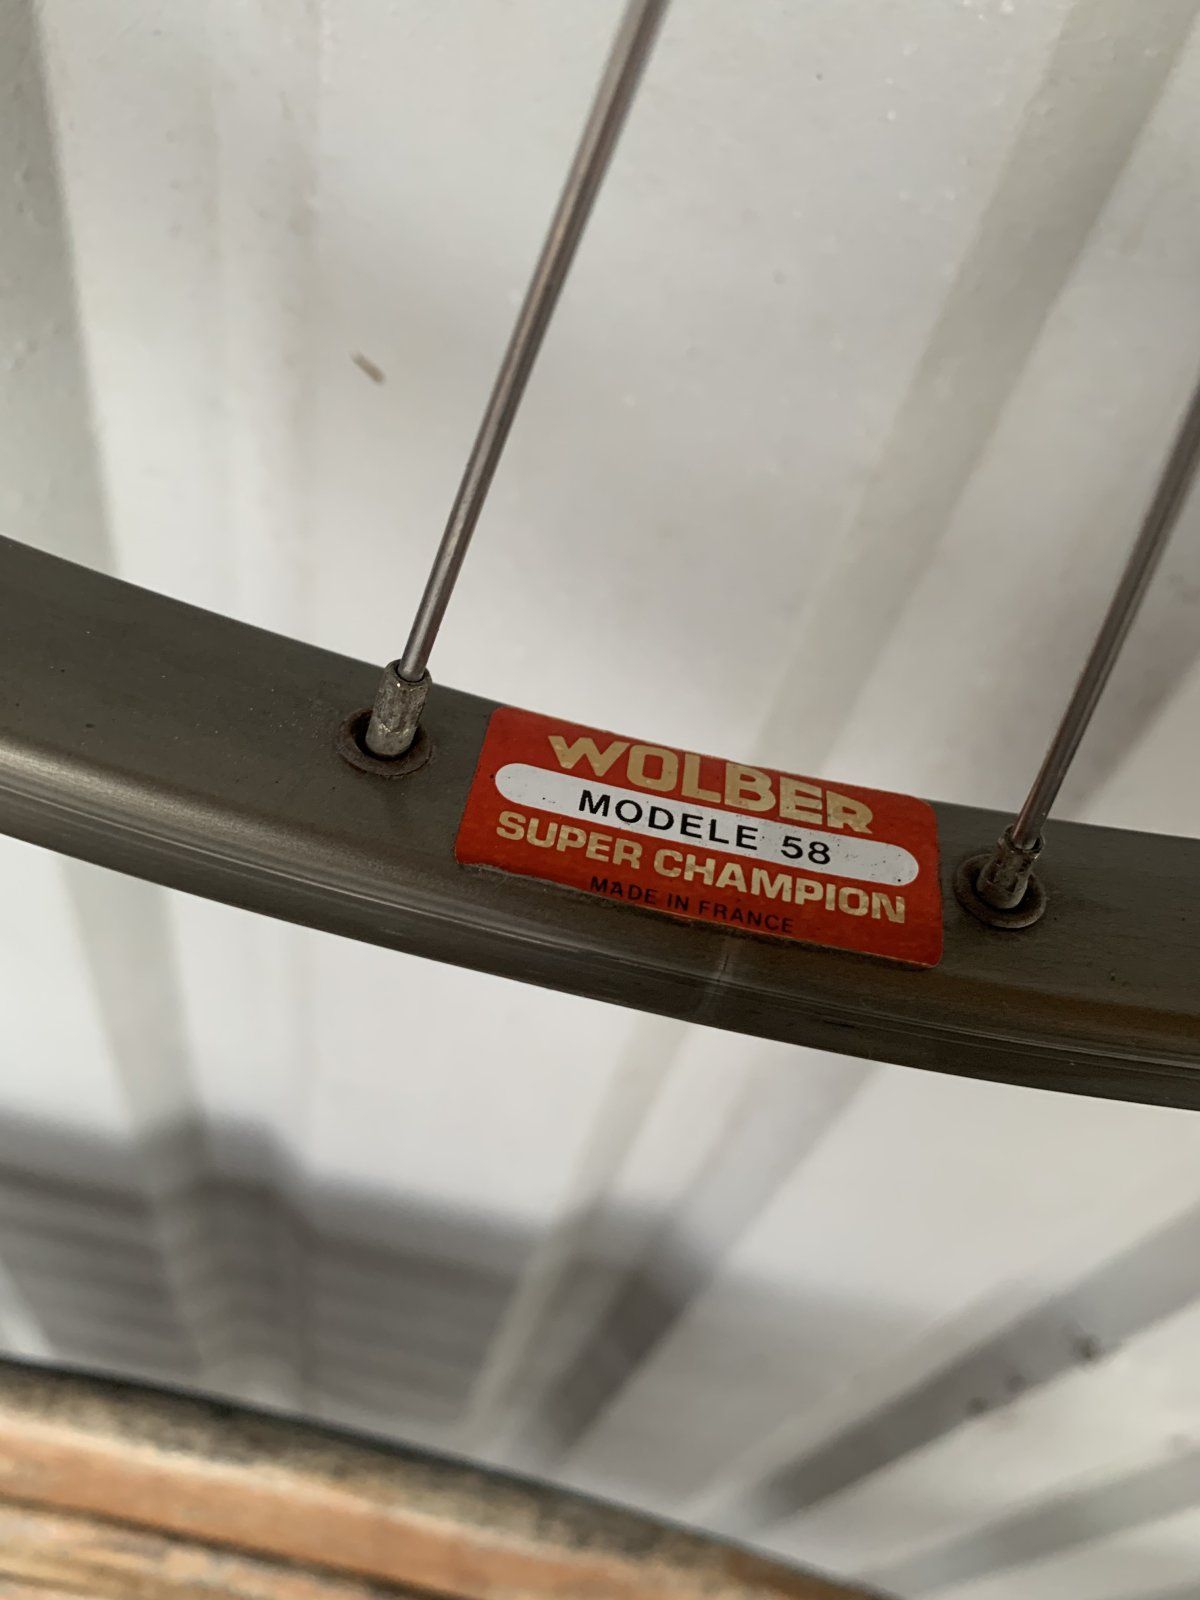 WOLBER
MODELE 58
SUPER CHAMPION
MADE IN FRANCE